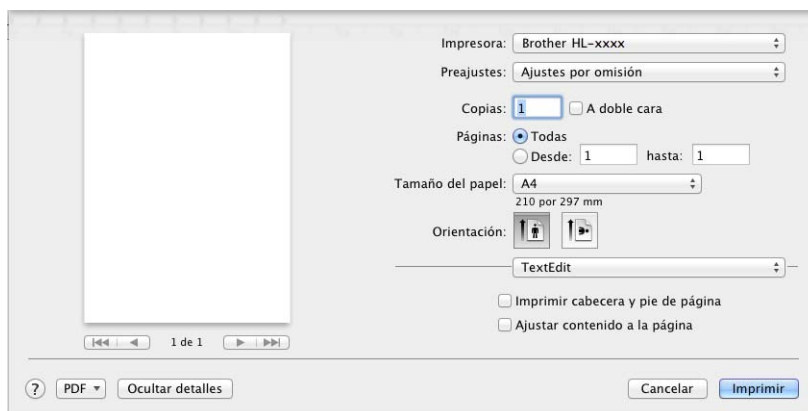 Impresora: Brother HL-xxxx
Preajustes: Ajustes por omisión
Copias: 1 A doble cara
Páginas: Todas
Desde: 1 hasta: 1
Tamaño del papel: A4
210 por 297 mm
Orientación:
TextEdit
Imprimir cabecera y pie de página
Ajustar contenido a la página
1 de 1
? PDF Ocultar detalles Cancelar Imprimir